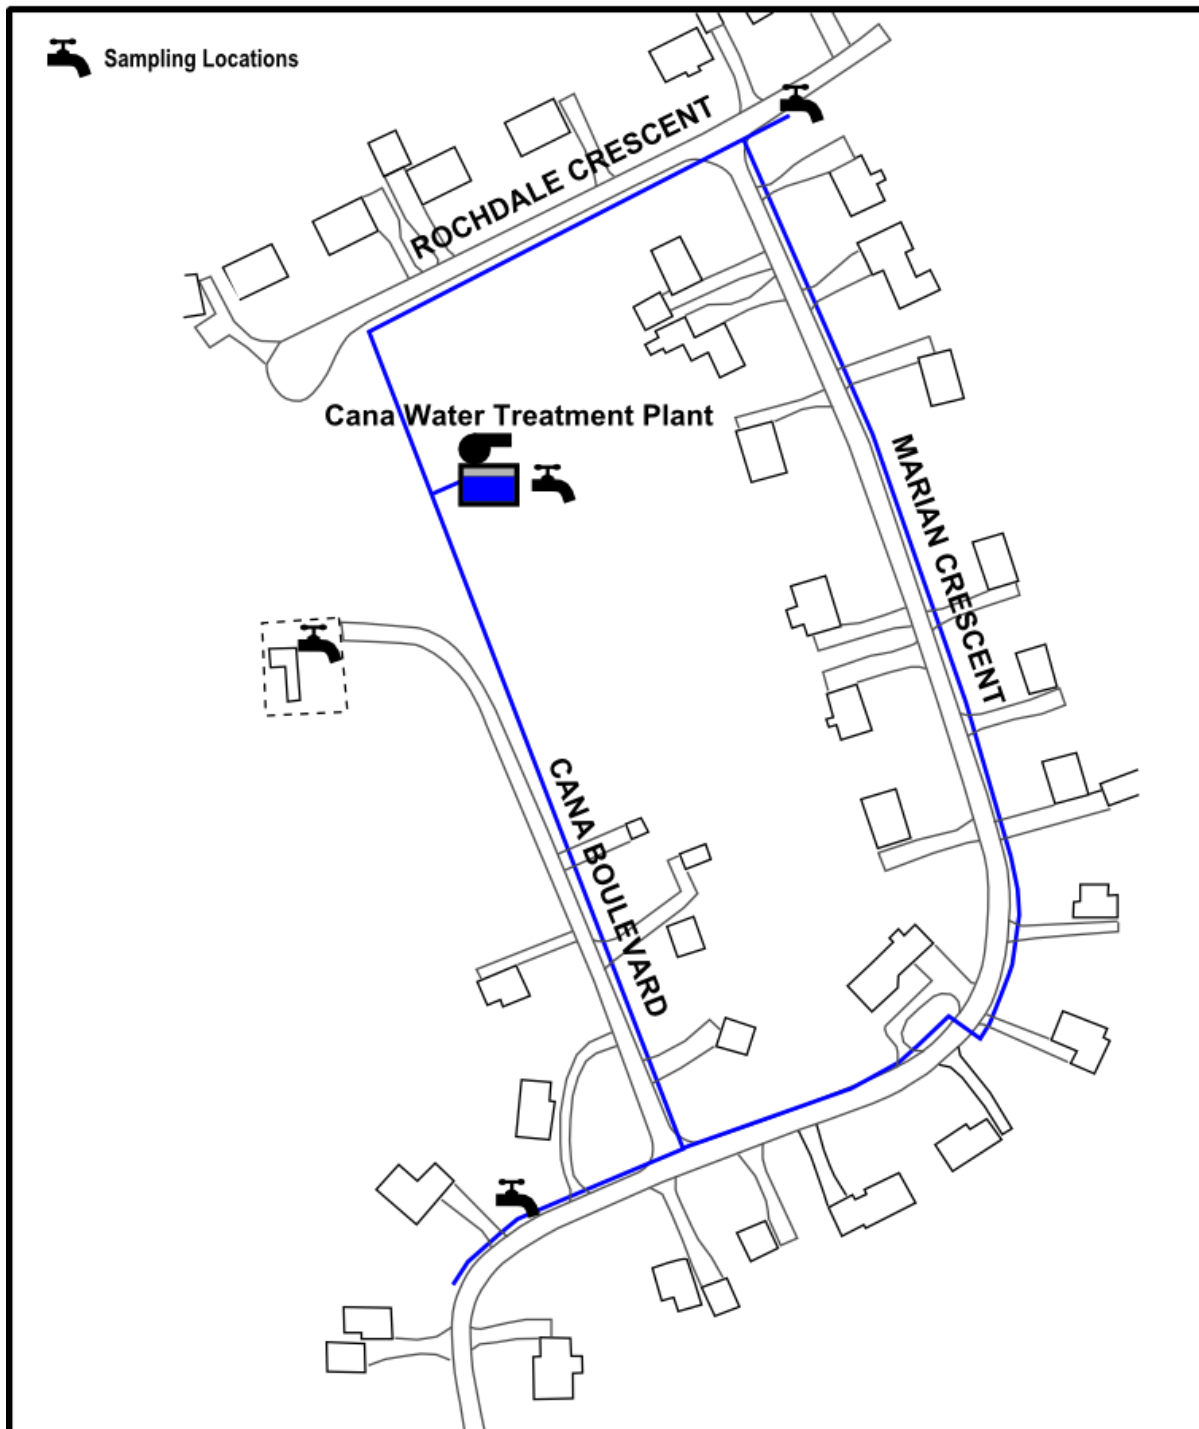 Sampling Locations
ROCHDALE CRESCENT
Cana Water Treatment Plant
MARIAN CRESCENT
CANA BOULEVARD